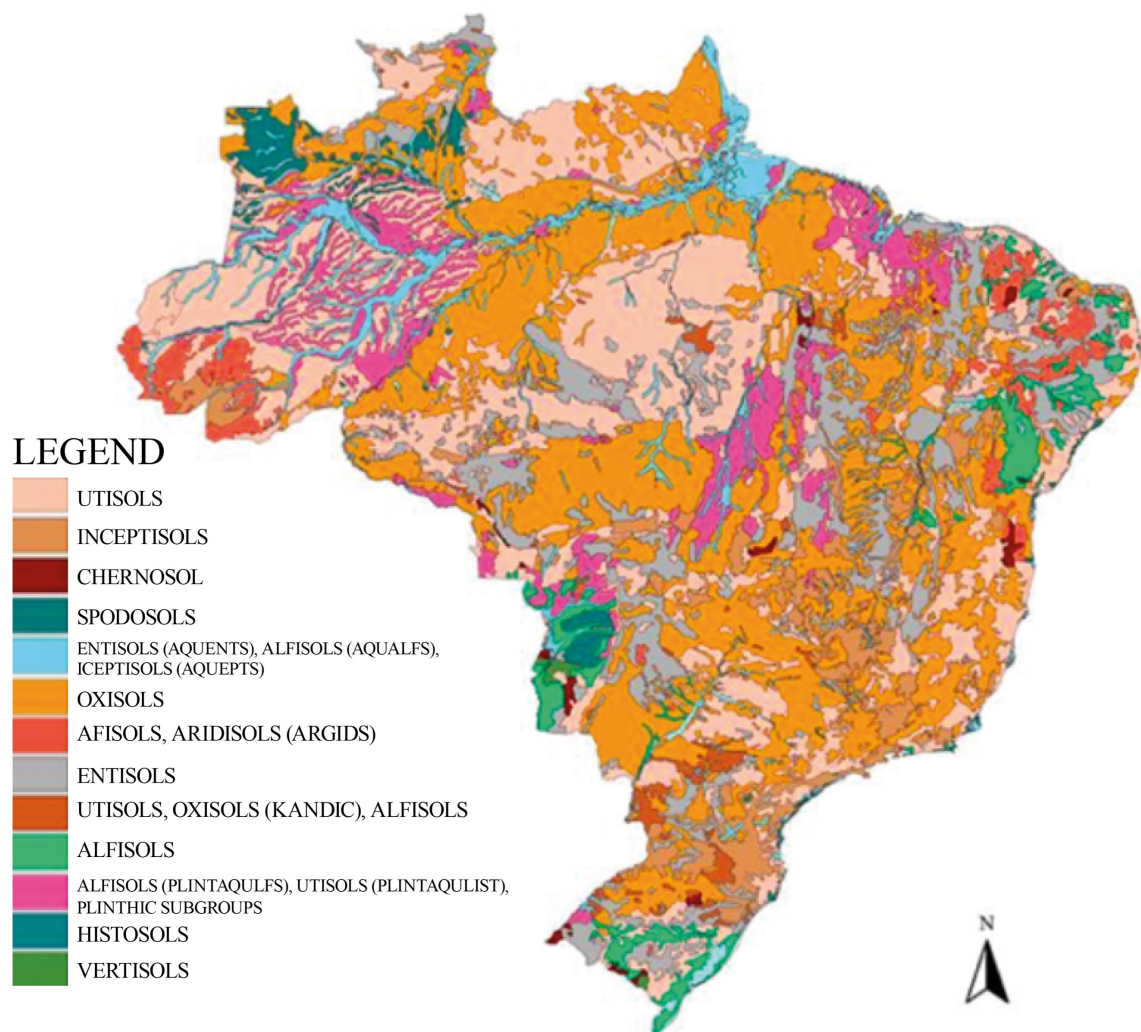 LEGEND
UTISOLS
INCEPTISOLS
CHERNOSOL
SPODOSOLS
ENTISOLS (AQUENTS), ALFISOLS (AQUALFS),
ICEPTISOLS (AQUEPTS)
OXISOLS
AFISOLS, ARIDISOLS (ARGIDS)
ENTISOLS
UTISOLS, OXISOLS (KANDIC), ALFISOLS
ALFISOLS
ALFISOLS (PLINTAQULFS), UTISOLS (PLINTAQULIST),
PLINTHIC SUBGROUPS
HISTOSOLS
VERTISOLS
N